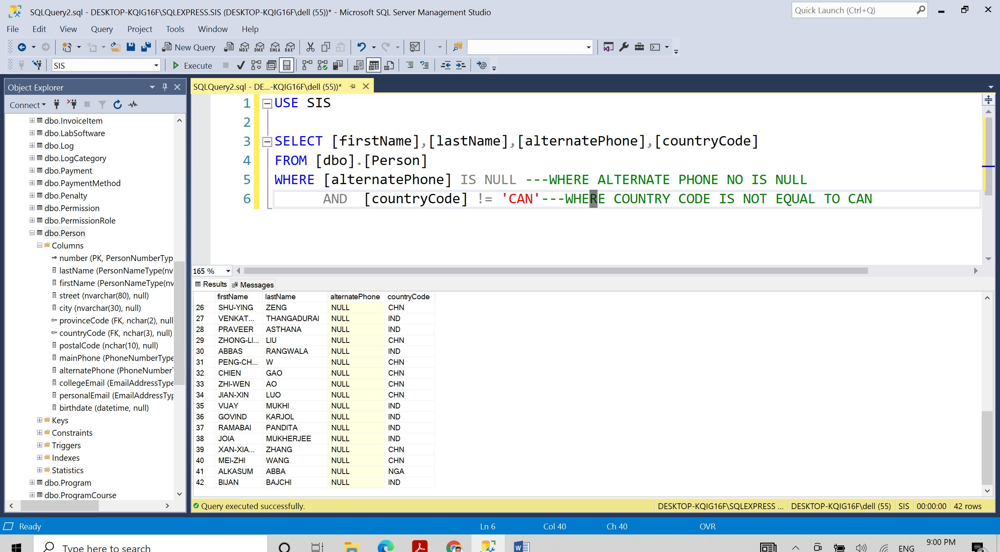 SQLQuery2.sql - DESKTOP-KQIG16F\SQLEXPRESS.SIS (DESKTOP-KQIG16F\dell (55))* - Microsoft SQL Server Management Studio
Quick Launch (Ctrl+Q)
File Edit View Query Project Tools Window Help
New Query MDX DMX XMLA DAX
SIS Execute
Object Explorer
Connect
dbo.InvoiceItem
dbo.LabSoftware
dbo.Log
dbo.LogCategory
dbo.Payment
dbo.PaymentMethod
dbo.Penalty
dbo.Permission
dbo.PermissionRole
dbo.Person
Columns
number (PK, PersonNumberTyp
lastName (PersonNameType(nv
firstName (PersonNameType(nv
street (nvarchar(80), null)
city (nvarchar(30), null)
provinceCode (FK, nchar(2), null
countryCode (FK, nchar(3), null)
postalCode (nchar(10), null)
mainPhone (PhoneNumberType
alternatePhone (PhoneNumber
collegeEmail (EmailAddressType
personalEmail (EmailAddressTyp
birthdate (datetime, null)
Keys
Constraints
Triggers
Indexes
Statistics
dbo.Program
dbo.ProgramCourse
SQLQuery2.sql - DE...-KQIG16F\dell (55))*
1 USE SIS
2
3 SELECT [firstName],[lastName],[alternatePhone],[countryCode]
4 FROM [dbo].[Person]
5 WHERE [alternatePhone] IS NULL ---WHERE ALTERNATE PHONE NO IS NULL
6 AND [countryCode] != 'CAN'---WHERE COUNTRY CODE IS NOT EQUAL TO CAN
165 %
Results Messages
firstName lastName alternatePhone countryCode
26 SHU-YING ZENG NULL CHN
27 VENKAT... THANGADURAI NULL IND
28 PRAVEER ASTHANA NULL IND
29 ZHONG-LI... LIU NULL CHN
30 ABBAS RANGWALA NULL IND
31 PENG-CH... W NULL CHN
32 CHIEN GAO NULL CHN
33 ZHI-WEN AO NULL CHN
34 JIAN-XIN LUO NULL CHN
35 VIJAY MUKHI NULL IND
36 GOVIND KARJOL NULL IND
37 RAMABAI PANDITA NULL IND
38 JOIA MUKHERJEE NULL IND
39 XAN-XIA... ZHANG NULL CHN
40 MEI-ZHI WANG NULL CHN
41 ALKASUM ABBA NULL NGA
42 BIJAN BAJCHI NULL IND
Query executed successfully. DESKTOP-KQIG16F\SQLEXPRESS ... DESKTOP-KQIG16F\dell (55) SIS 00:00:00 42 rows
Ready Ln 6 Col 40 Ch 40 OVR
Type here to search
ENG 9:00 PM